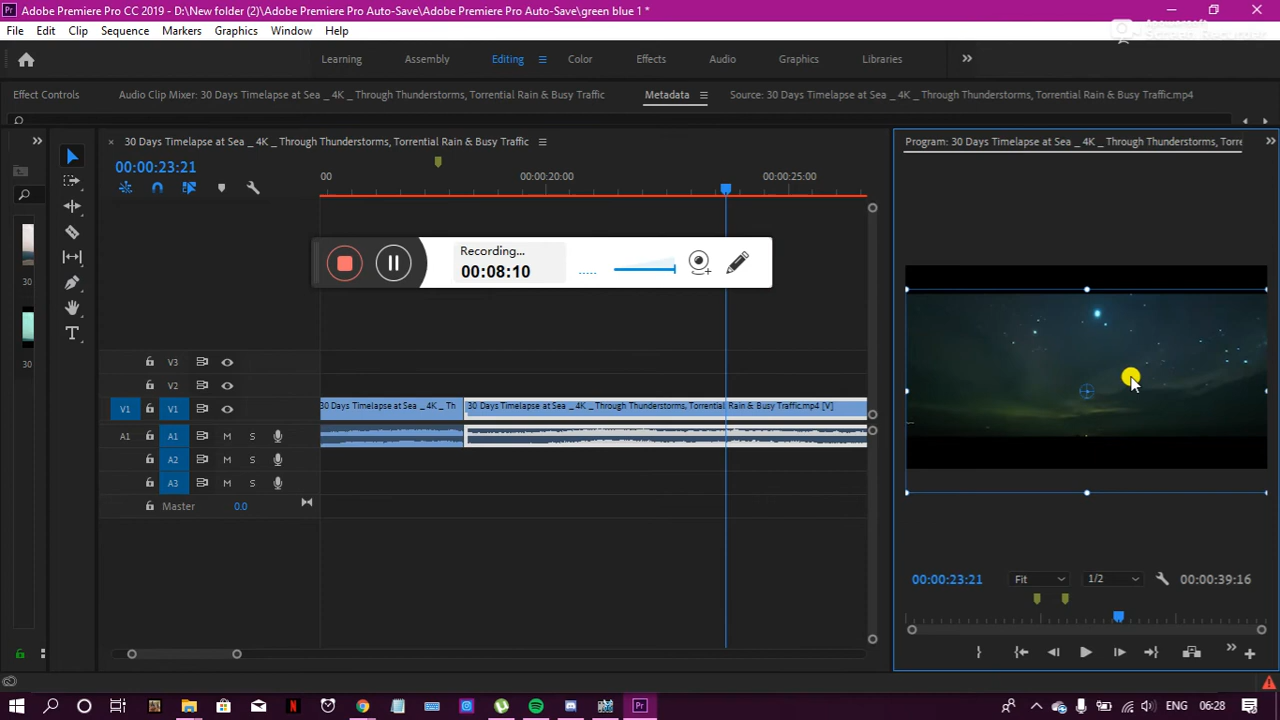 Adobe Premiere Pro CC 2019 - D:\New folder (2)\Adobe Premiere Pro Auto-Save\Adobe Premiere Pro Auto-Save\green blue 1 *
File Edit Clip Sequence Markers Graphics Window Help
Learning Assembly Editing Color Effects Audio Graphics Libraries
Effect Controls Audio Clip Mixer: 30 Days Timelapse at Sea _ 4K _ Through Thunderstorms, Torrential Rain & Busy Traffic Metadata Source: 30 Days Timelapse at Sea _ 4K _ Through Thunderstorms, Torrential Rain & Busy Traffic.mp4
30 Days Timelapse at Sea _ 4K _ Through Thunderstorms, Torrential Rain & Busy Traffic
Program: 30 Days Timelapse at Sea _ 4K _ Through Thunderstorms, Torre
00:00:23:21
00 00:00:20:00 00:00:25:00
Recording...
00:08:10
30
30
V3
V2
V1 V1 30 Days Timelapse at Sea _ 4K _ Th 30 Days Timelapse at Sea _ 4K _ Through Thunderstorms, Torrential Rain & Busy Traffic.mp4 [V]
A1 A1 M S
A2 M S
A3 M S
Master 0.0
00:00:23:21 Fit 1/2 00:00:39:16
ENG 06:28